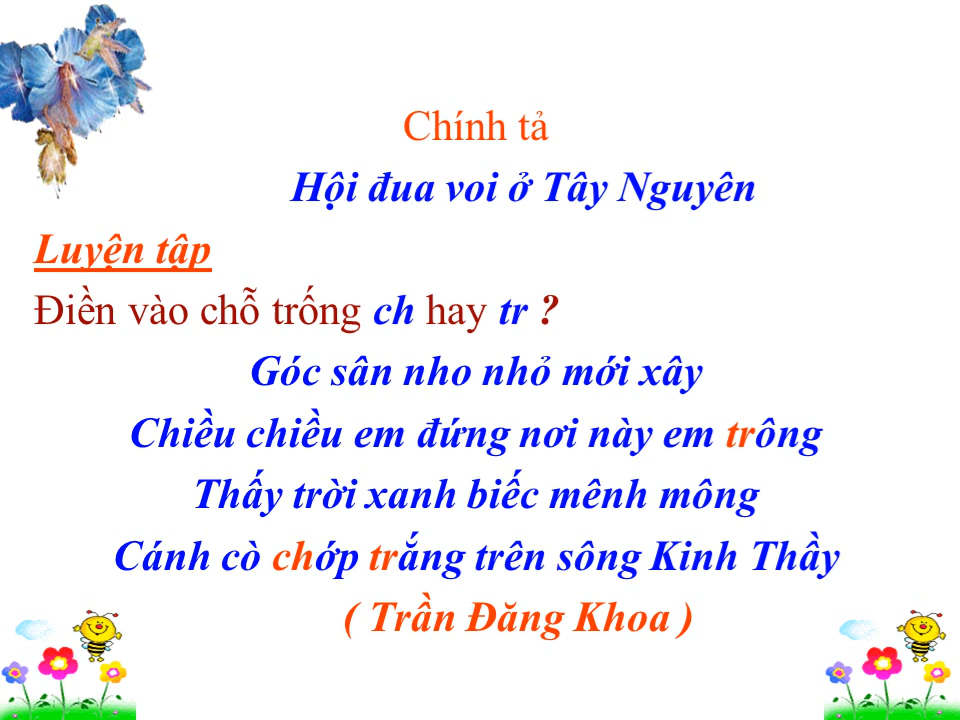 Chính tả
Hội đua voi ở Tây Nguyên
Luyện tập
Điền vào chỗ trống ch hay tr ?
Góc sân nho nhỏ mới xây
Chiều chiều em đứng nơi này em trông
Thấy trời xanh biếc mênh mông
Cánh cò chớp trắng trên sông Kinh Thầy
( Trần Đăng Khoa )